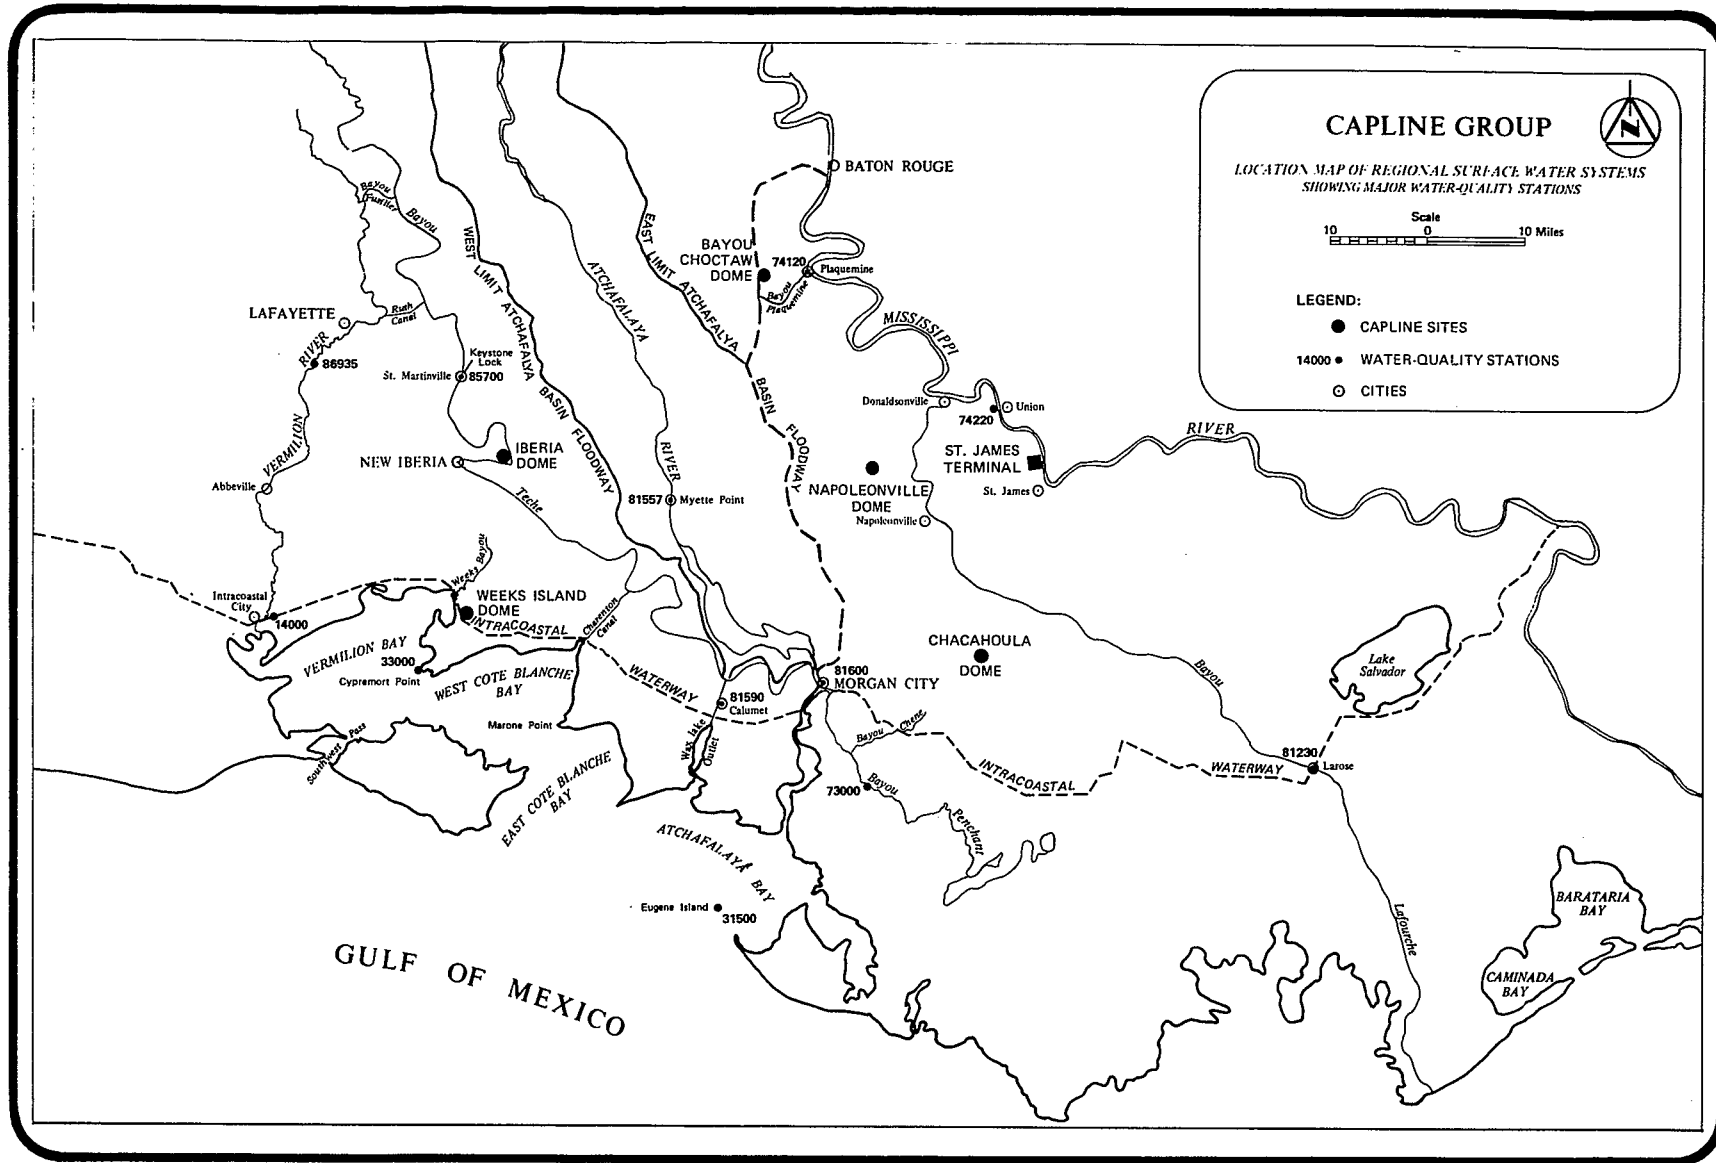 CAPLINE GROUP
N
LOCATION MAP OF REGIONAL SURFACE WATER SYSTEMS
SHOWING MAJOR WATER-QUALITY STATIONS
Scale
10 0 10 Miles
LEGEND:
CAPLINE SITES
14000 WATER-QUALITY STATIONS
CITIES
BATON ROUGE
Bayou
Fusilier
Bayou
WEST LIMIT ATCHAFALYA BASIN FLOODWAY
ATCHAFALAYA
RIVER
EAST LIMIT ATCHAFALYA
BASIN FLOODWAY
BAYOU
CHOCTAW
DOME
74120
Plaquemine
Bayou
Plaquemine
MISSISSIPPI
RIVER
LAFAYETTE
Ruth
Canal
RIVER
86935
Keystone
Lock
St. Martinville
85700
Donaldsonville
Union
74220
VERMILION
NEW IBERIA
IBERIA
DOME
ST. JAMES
TERMINAL
St. James
Abbeville
Teche
81557
Myette Point
NAPOLEONVILLE
DOME
Napoleonville
Weeks Bayou
Intracoastal
City
14000
WEEKS ISLAND
DOME
INTRACOASTAL
Charenton
Canal
VERMILION BAY
33000
Cypremort Point
WEST COTE BLANCHE
BAY
WATERWAY
81600
MORGAN CITY
CHACAHOULA
DOME
Bayou
Lake
Salvador
81590
Calumet
Marone Point
Wax lake
Outlet
Bayou Chene
Southwest Pass
EAST COTE BLANCHE
BAY
73000
Bayou
Penchant
INTRACOASTAL
WATERWAY
81230
Larose
ATCHAFALAYA BAY
Eugene Island
31500
Lafourche
BARATARIA
BAY
CAMINADA
BAY
GULF OF MEXICO